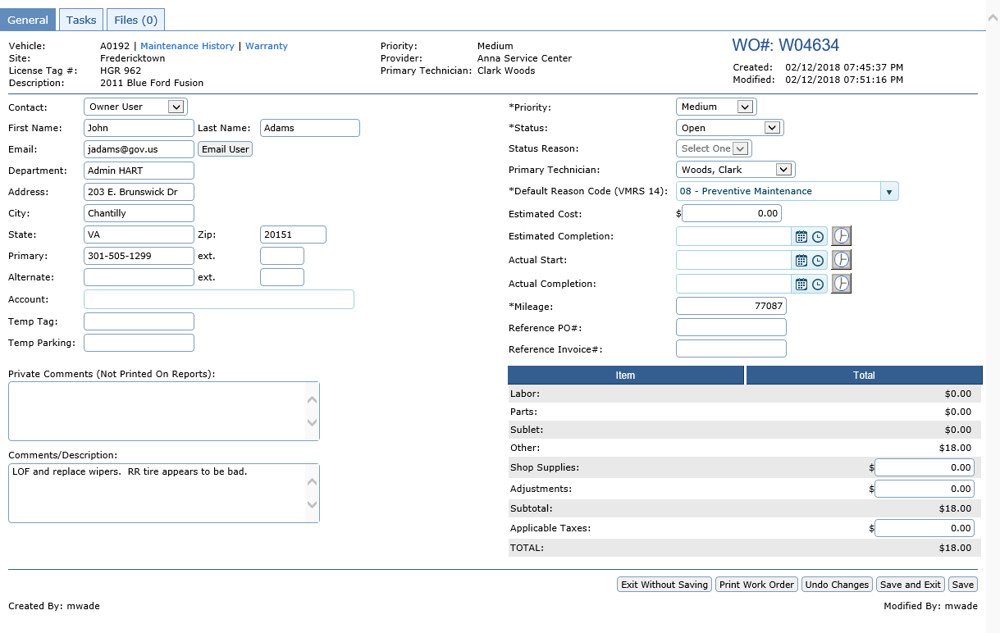 General Tasks Files (0)
Vehicle: A0192 | Maintenance History | Warranty
Site: Fredericktown
License Tag #: HGR 962
Description: 2011 Blue Ford Fusion
Priority: Medium
Provider: Anna Service Center
Primary Technician: Clark Woods
WO#: W04634
Created: 02/12/2018 07:45:37 PM
Modified: 02/12/2018 07:51:16 PM
Contact: Owner User
First Name: John Last Name: Adams
Email: jadams@gov.us Email User
Department: Admin HART
Address: 203 E. Brunswick Dr
City: Chantilly
State: VA Zip: 20151
Primary: 301-505-1299 ext.
Alternate: ext.
Account:
Temp Tag:
Temp Parking:
Private Comments (Not Printed On Reports):
Comments/Description:
LOF and replace wipers. RR tire appears to be bad.
*Priority: Medium
*Status: Open
Status Reason: Select One
Primary Technician: Woods, Clark
*Default Reason Code (VMRS 14): 08 - Preventive Maintenance
Estimated Cost: $ 0.00
Estimated Completion:
Actual Start:
Actual Completion:
*Mileage: 77087
Reference PO#:
Reference Invoice#:
Item Total
Labor: $0.00
Parts: $0.00
Sublet: $0.00
Other: $18.00
Shop Supplies: $ 0.00
Adjustments: $ 0.00
Subtotal: $18.00
Applicable Taxes: $ 0.00
TOTAL: $18.00
Exit Without Saving Print Work Order Undo Changes Save and Exit Save
Created By: mwade Modified By: mwade